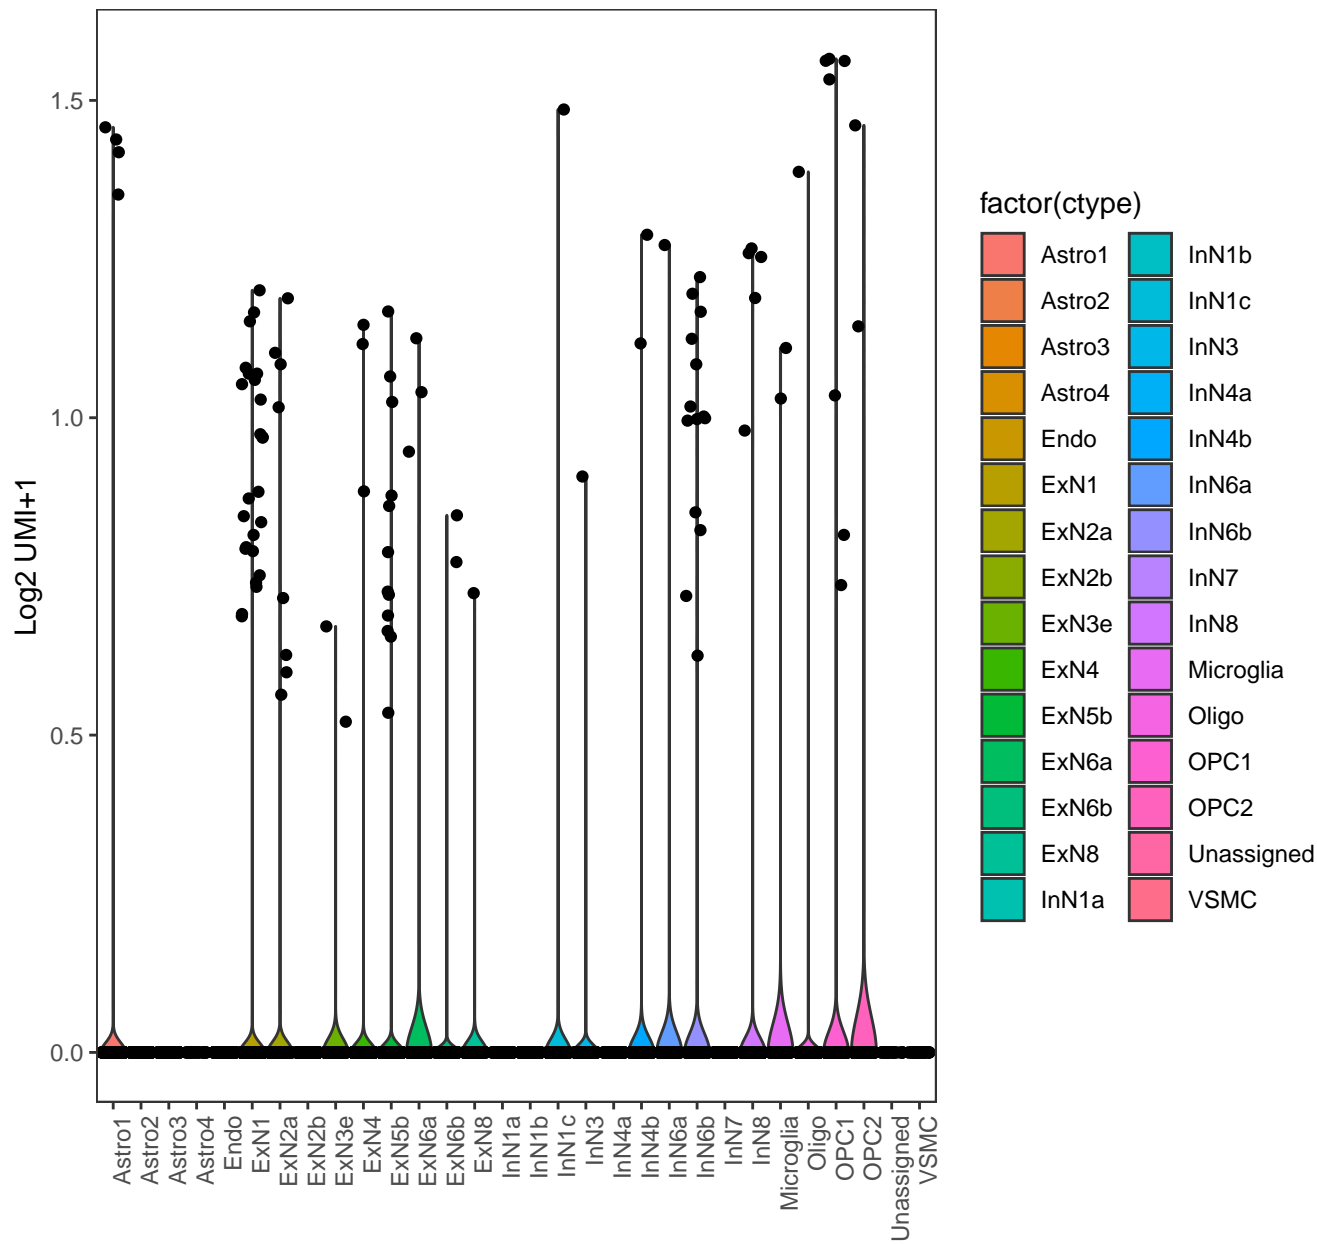 1.5
1.0
0.5
0.0
Log2 UMI+1
Astro1
Astro2
Astro3
Astro4
Endo
ExN1
ExN2a
ExN2b
ExN3e
ExN4
ExN5b
ExN6a
ExN6b
ExN8
InN1a
InN1b
InN1c
InN3
InN4a
InN4b
InN6a
InN6b
InN7
InN8
Microglia
Oligo
OPC1
OPC2
Unassigned
VSMC
factor(ctype)
Astro1
Astro2
Astro3
Astro4
Endo
ExN1
ExN2a
ExN2b
ExN3e
ExN4
ExN5b
ExN6a
ExN6b
ExN8
InN1a
InN1b
InN1c
InN3
InN4a
InN4b
InN6a
InN6b
InN7
InN8
Microglia
Oligo
OPC1
OPC2
Unassigned
VSMC